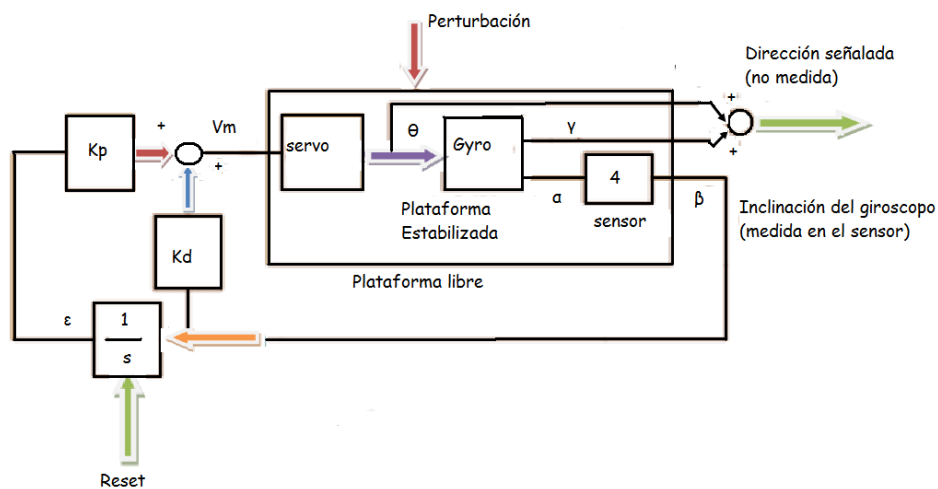 Perturbación
Dirección señalada
(no medida)
+
+
Vm
Kp
+
servo
θ
Gyro
γ
+
4
α
sensor
β
Plataforma
Estabilizada
Inclinación del giroscopo
(medida en el sensor)
Kd
Plataforma libre
ε
1
s
Reset